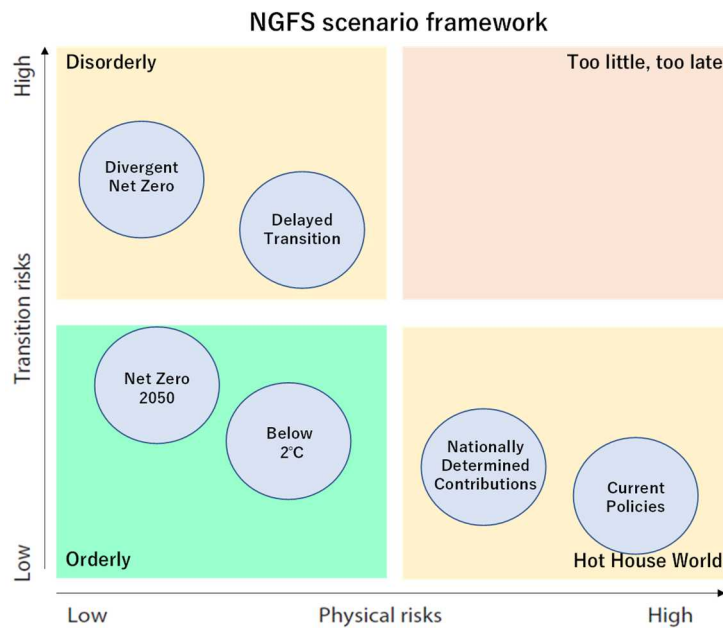 NGFS scenario framework
High
Transition risks
Low
Disorderly
Divergent
Net Zero
Delayed
Transition
Too little, too late
Net Zero
2050
Below
2°C
Orderly
Nationally
Determined
Contributions
Current
Policies
Hot House World
Low
Physical risks
High